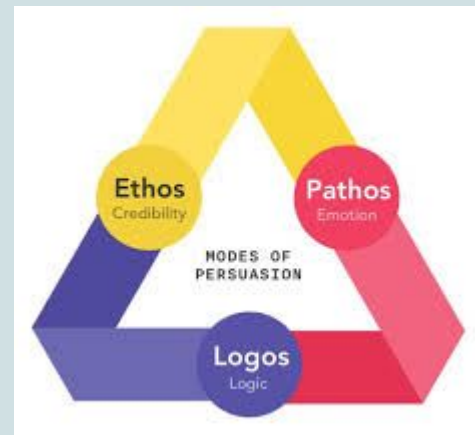 Ethos
Credibility
Pathos
Emotion
MODES OF
PERSUASION
Logos
Logic